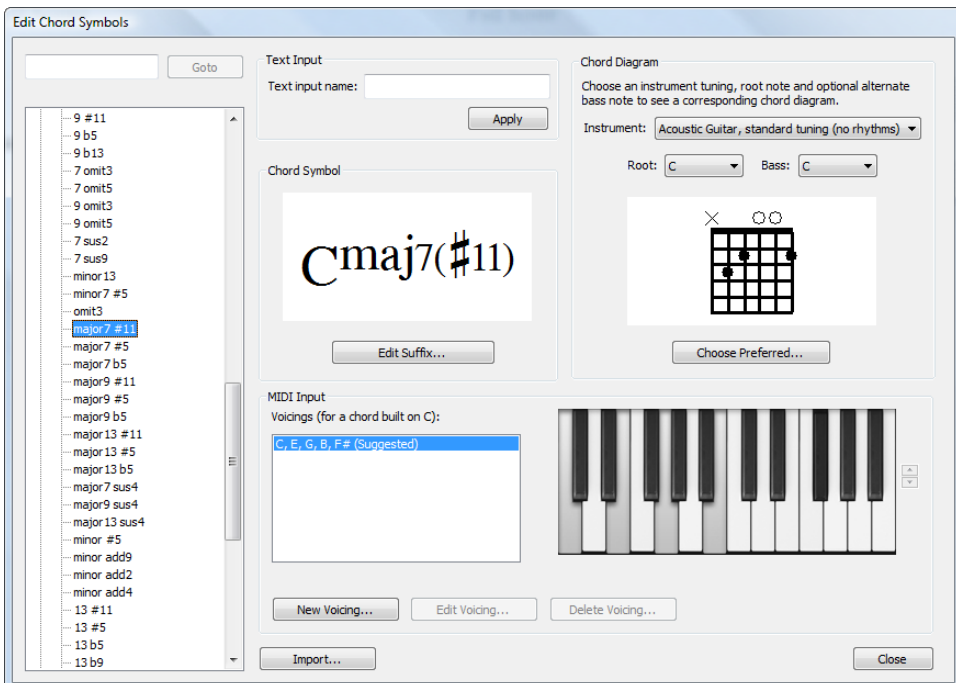 Edit Chord Symbols
Goto
9 #11
9 b5
9 b13
7 omit3
7 omit5
9 omit3
9 omit5
7 sus2
7 sus9
minor13
minor7 #5
omit3
major7 #11
major7 #5
major7 b5
major9 #11
major9 #5
major9 b5
major13 #11
major13 #5
major13 b5
major7 sus4
major9 sus4
major13 sus4
minor #5
minor add9
minor add2
minor add4
13 #11
13 #5
13 b5
13 b9
Text Input
Text input name:
Apply
Chord Symbol
Cmaj7(♯11)
Edit Suffix...
Chord Diagram
Choose an instrument tuning, root note and optional alternate
bass note to see a corresponding chord diagram.
Instrument: Acoustic Guitar, standard tuning (no rhythms)
Root: C Bass: C
Choose Preferred...
MIDI Input
Voicings (for a chord built on C):
C, E, G, B, F# (Suggested)
New Voicing... Edit Voicing... Delete Voicing...
Import... Close